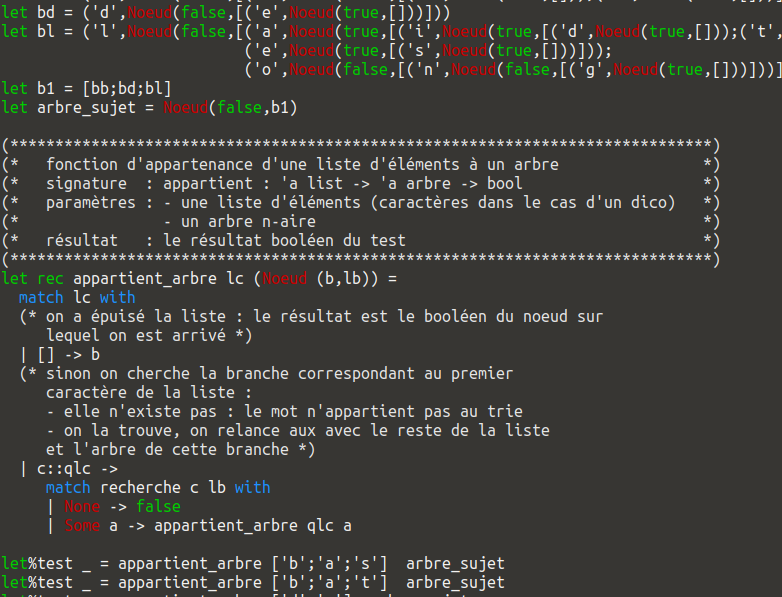 let bd = ('d',Noeud(false,[('e',Noeud(true,[]))]))
let bl = ('l',Noeud(false,[('a',Noeud(true,[('i',Noeud(true,[('d',Noeud(true,[]));('t',
('e',Noeud(true,[('s',Noeud(true,[]))]));
('o',Noeud(false,[('n',Noeud(false,[('g',Noeud(true,[]))]))]
let b1 = [bb;bd;bl]
let arbre_sujet = Noeud(false,b1)
(******************************************************************************)
(*   fonction d'appartenance d'une liste d'éléments à un arbre                *)
(*   signature  : appartient : 'a list -> 'a arbre -> bool                    *)
(*   paramètres : - une liste d'éléments (caractères dans le cas d'un dico)   *)
(*                - un arbre n-aire                                           *)
(*   résultat   : le résultat booléen du test                                 *)
(******************************************************************************)
let rec appartient_arbre lc (Noeud (b,lb)) =
  match lc with
  (* on a épuisé la liste : le résultat est le booléen du noeud sur
     lequel on est arrivé *)
  | [] -> b
  (* sinon on cherche la branche correspondant au premier
     caractère de la liste :
     - elle n'existe pas : le mot n'appartient pas au trie
     - on la trouve, on relance aux avec le reste de la liste
     et l'arbre de cette branche *)
  | c::qlc ->
     match recherche c lb with
     | None -> false
     | Some a -> appartient_arbre qlc a
let%test _ = appartient_arbre ['b';'a';'s']  arbre_sujet
let%test _ = appartient_arbre ['b';'a';'t']  arbre_sujet